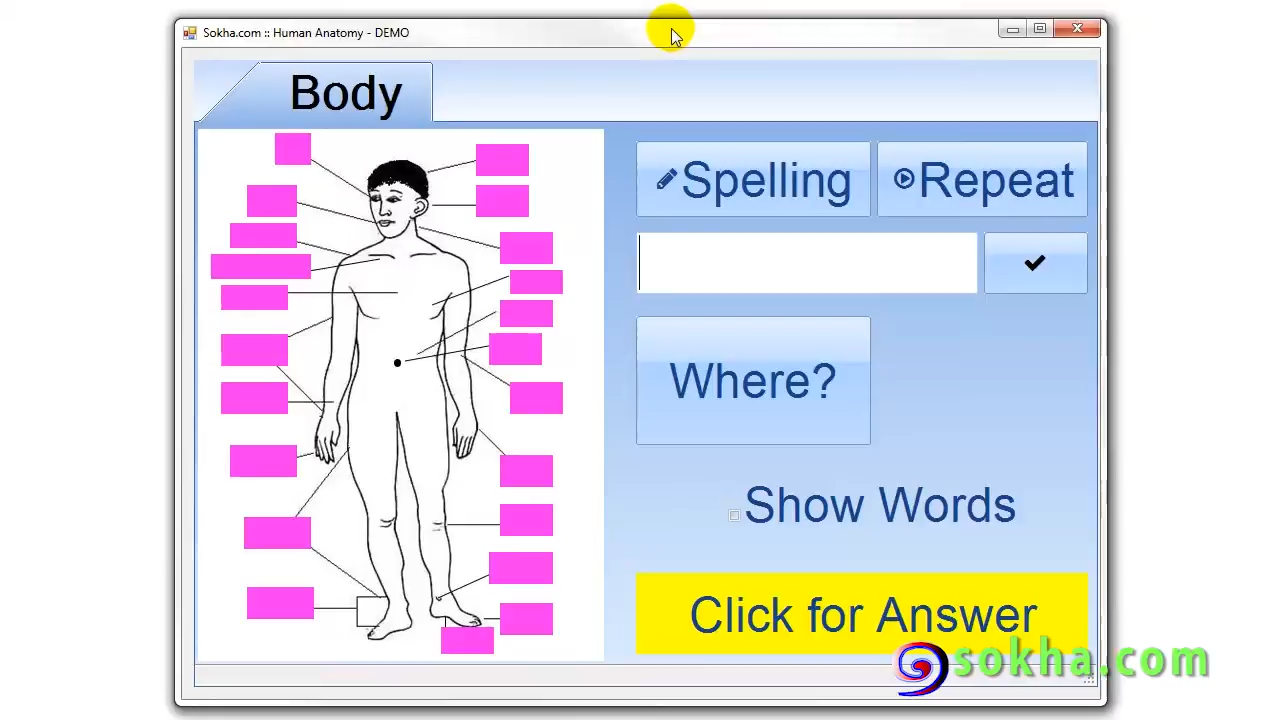 Sokha.com :: Human Anatomy - DEMO
Body
Spelling
Repeat
Where?
Show Words
Click for Answer
sokha.com